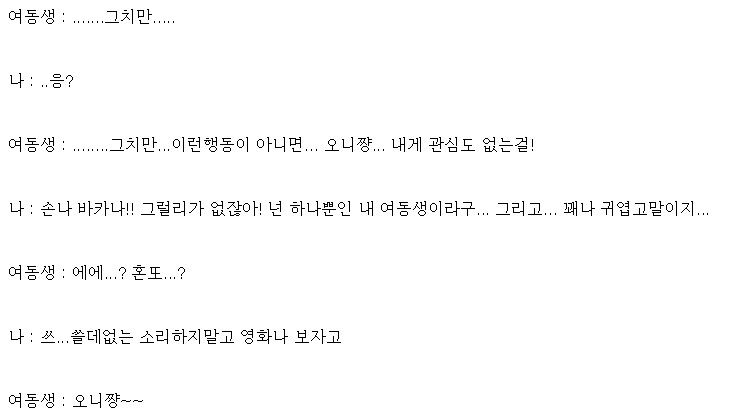 여동생 : .......그치만.....
나 : ..응?
여동생 : ........그치만...이런행동이 아니면... 오니쨩... 내게 관심도 없는걸!
나 : 손나 바카나!! 그럴리가 없잖아! 넌 하나뿐인 내 여동생이라구... 그리고... 꽤나 귀엽고말이지...
여동생 : 에에...? 혼또...?
나 : 쓰...쓸데없는 소리하지말고 영화나 보자고
여동생 : 오니쨩~~